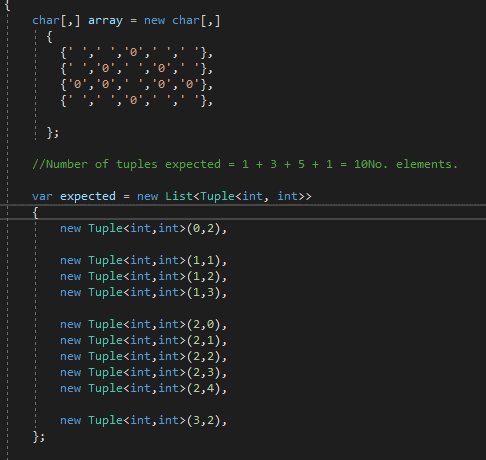 {
char[,] array = new char[,]
{
{' ',' ','0',' ',' '},
{' ','0',' ','0',' '},
{'0','0',' ','0','0'},
{' ',' ','0',' ',' '},
};
//Number of tuples expected = 1 + 3 + 5 + 1 = 10No. elements.
var expected = new List<Tuple<int, int>>
{
new Tuple<int,int>(0,2),
new Tuple<int,int>(1,1),
new Tuple<int,int>(1,2),
new Tuple<int,int>(1,3),
new Tuple<int,int>(2,0),
new Tuple<int,int>(2,1),
new Tuple<int,int>(2,2),
new Tuple<int,int>(2,3),
new Tuple<int,int>(2,4),
new Tuple<int,int>(3,2),
};